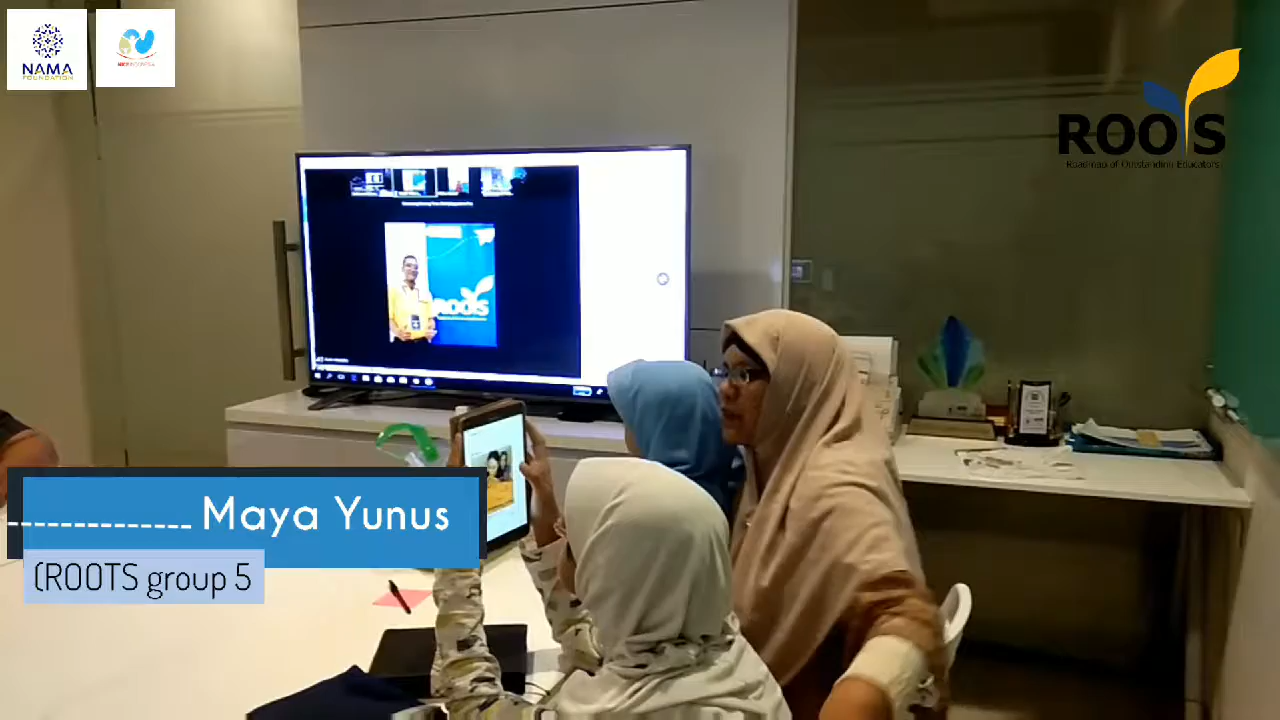 NAMA
FOUNDATION
ROOTS
Roadmap of Outstanding Educators
ROOTS
-------------- Maya Yunus
(ROOTS group 5